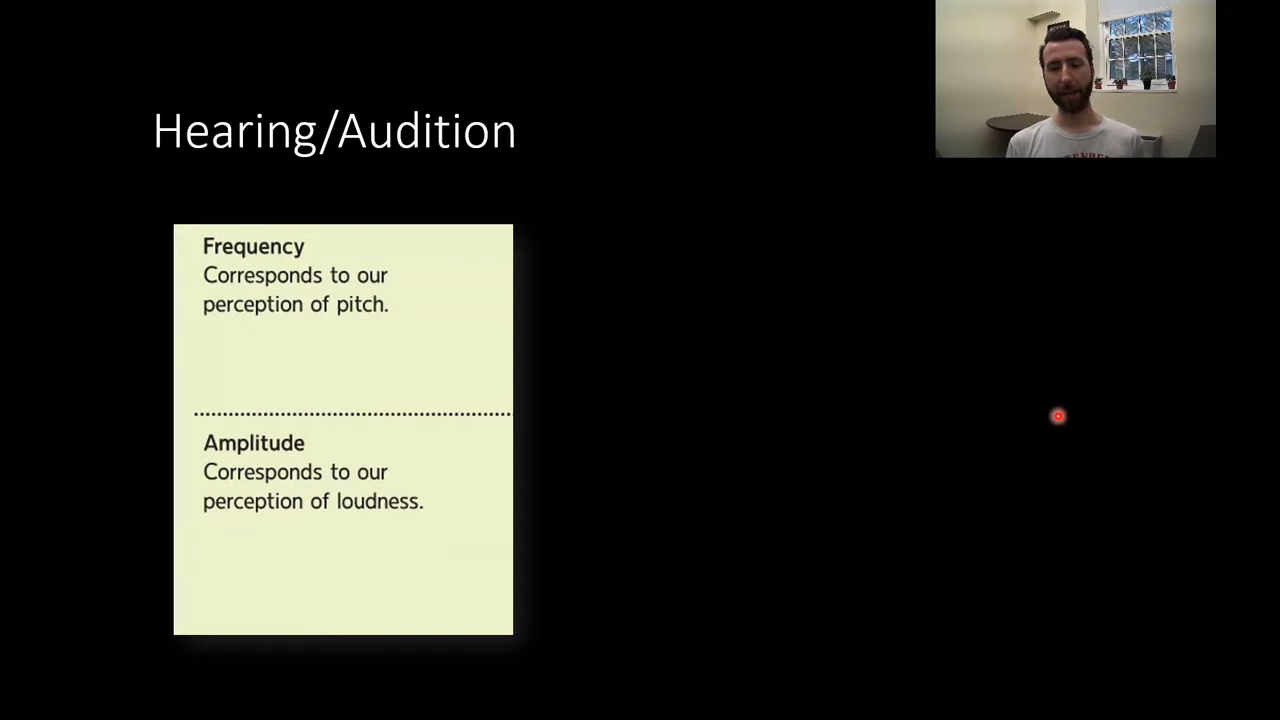 Hearing/Audition
Frequency
Corresponds to our
perception of pitch.
Amplitude
Corresponds to our
perception of loudness.